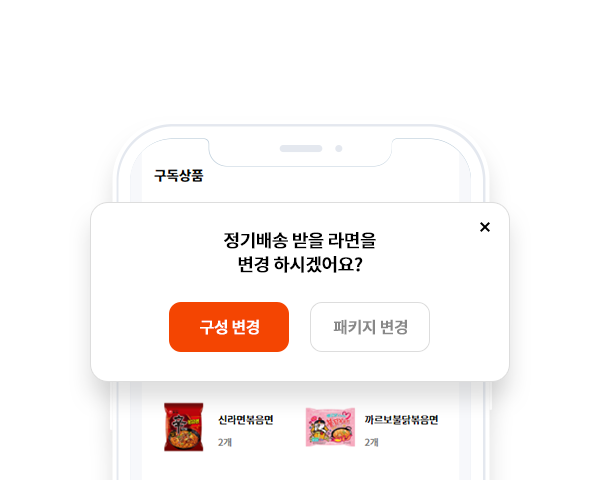 구독상품
정기배송 받을 라면을
변경 하시겠어요?
구성 변경
패키지 변경
신라면볶음면
2개
까르보불닭볶음면
2개